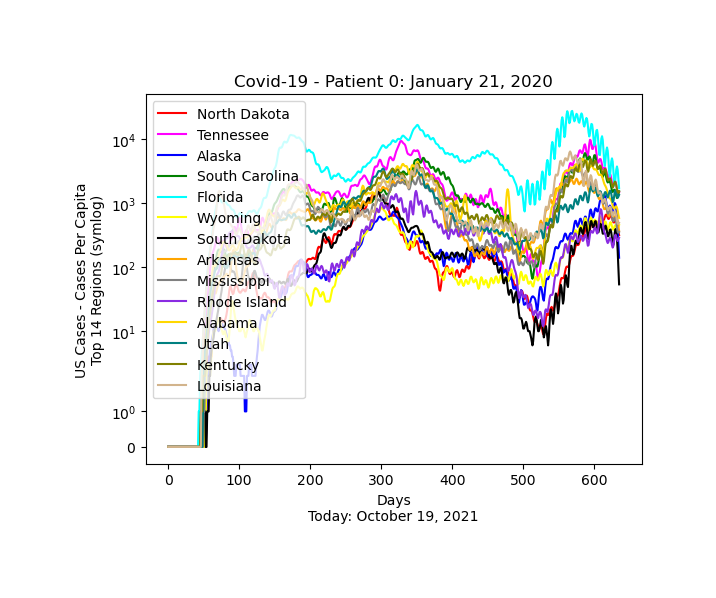 Covid-19 - Patient 0: January 21, 2020
US Cases - Cases Per Capita
Top 14 Regions (symlog)
10^4
10^3
10^2
10^1
10^0
0
North Dakota
Tennessee
Alaska
South Carolina
Florida
Wyoming
South Dakota
Arkansas
Mississippi
Rhode Island
Alabama
Utah
Kentucky
Louisiana
0 100 200 300 400 500 600
Days
Today: October 19, 2021